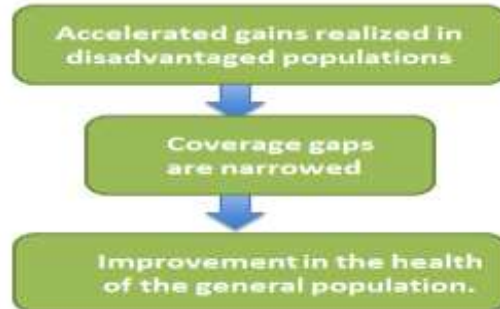 Accelerated gains realized in
disadvantaged populations
Coverage gaps
are narrowed
Improvement in the health
of the general population.